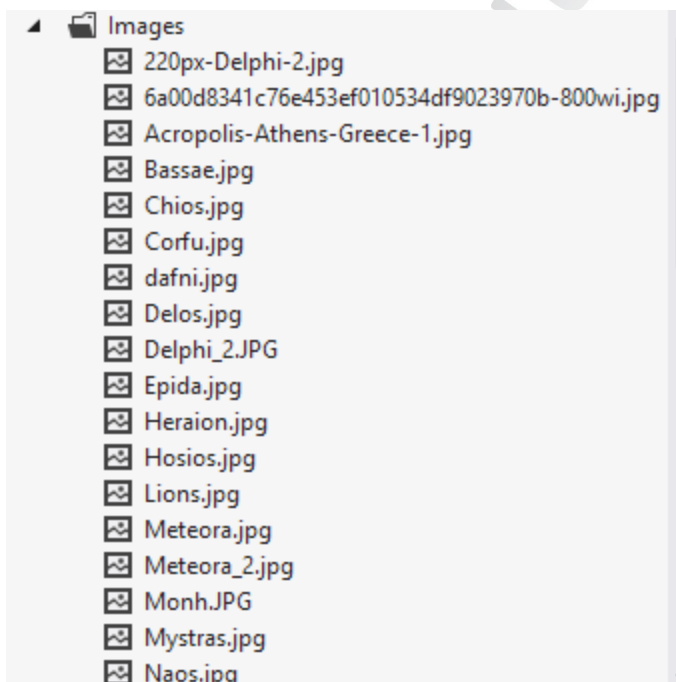 Images
220px-Delphi-2.jpg
6a00d8341c76e453ef010534df9023970b-800wi.jpg
Acropolis-Athens-Greece-1.jpg
Bassae.jpg
Chios.jpg
Corfu.jpg
dafni.jpg
Delos.jpg
Delphi_2.JPG
Epida.jpg
Heraion.jpg
Hosios.jpg
Lions.jpg
Meteora.jpg
Meteora_2.jpg
Monh.JPG
Mystras.jpg
Naos.jpg